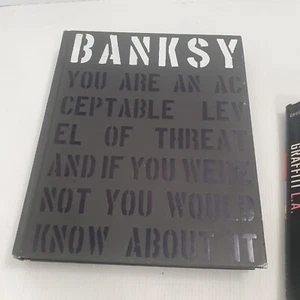 BANKSY
YOU ARE AN AC
CEPTABLE LEV
EL OF THREAT
AND IF YOU WERE
NOT YOU WOULD
KNOW ABOUT IT
GRAFFITI L.A.